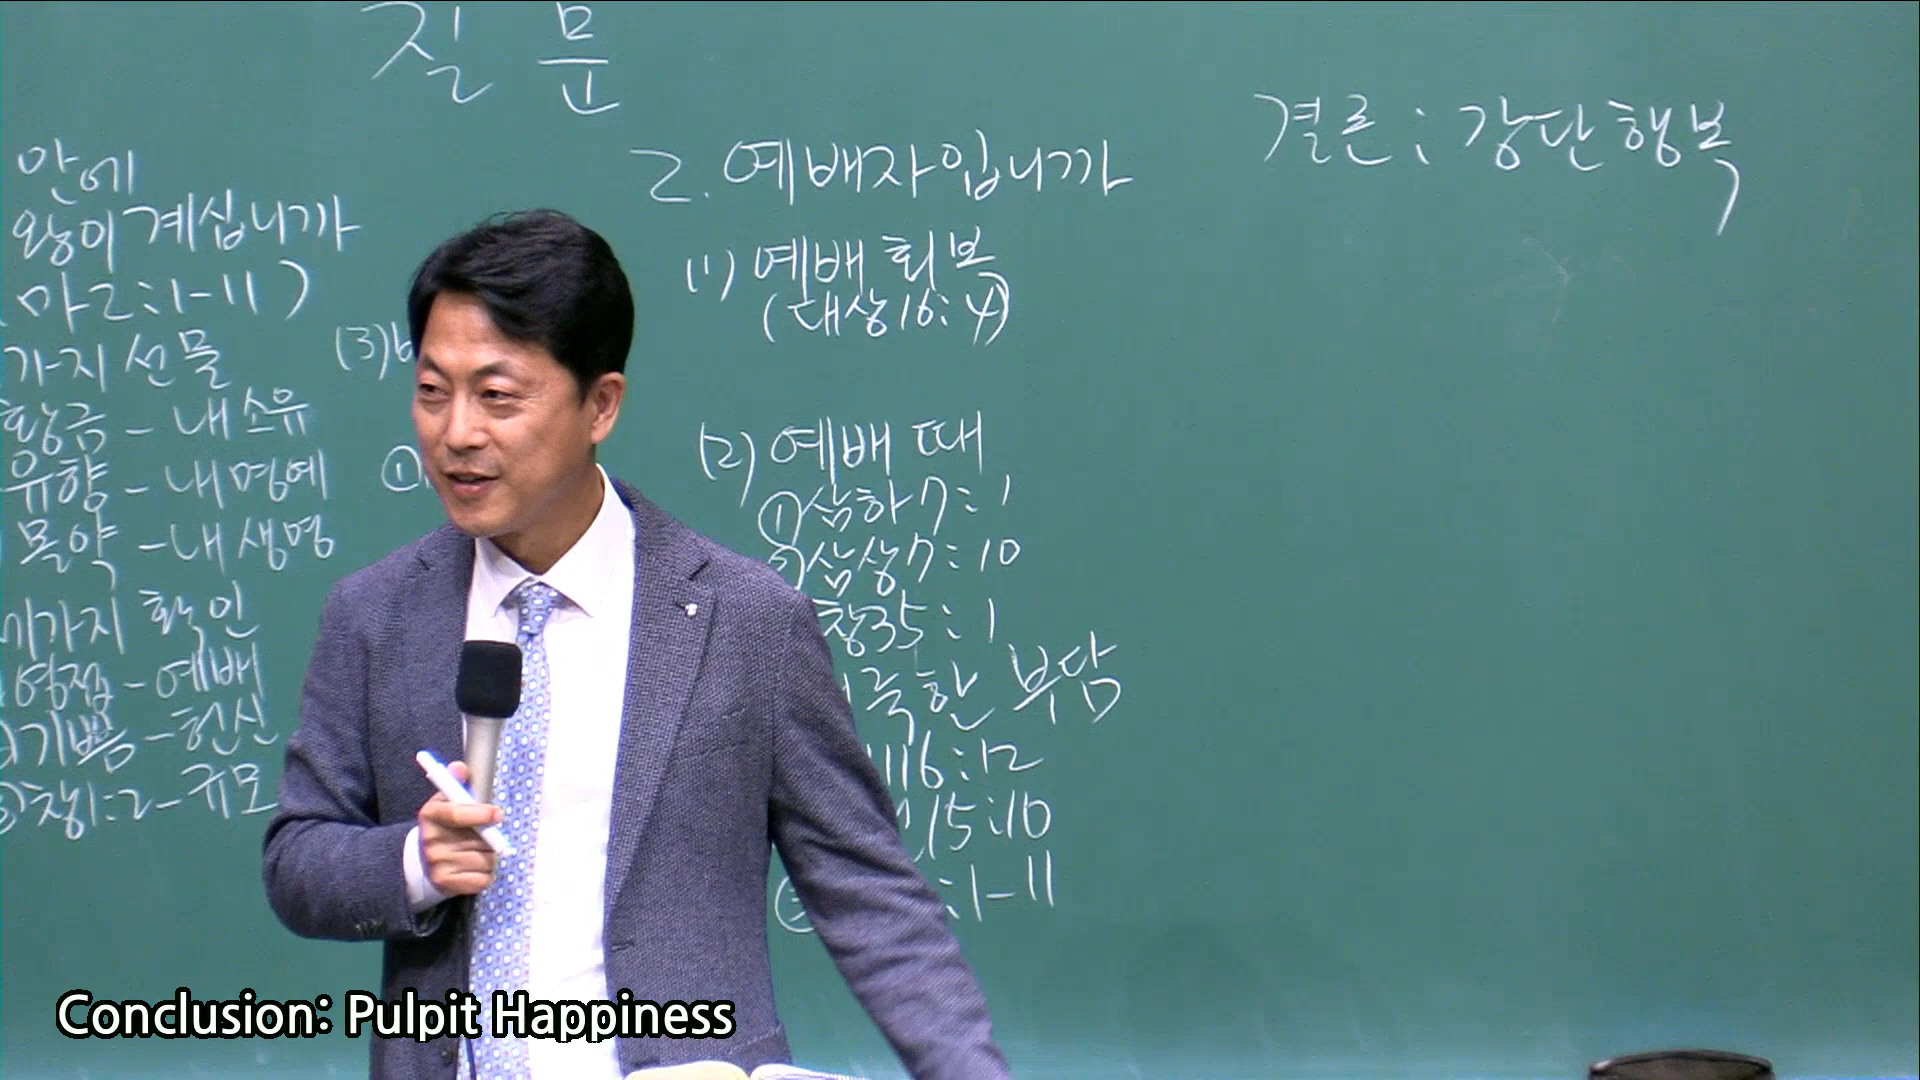 질문
안에
왕이 계십니까
마2:1-11)
가지 선물
황금 - 내 소유
유향 - 내 명예
몰약 - 내 생명
가지 확인
영접 - 예배
기쁨 - 헌신
창1:2 - 규모
(3)
①
2. 예배자입니까
(1) 예배 회복
(대상16:4)
(2) 예배 때
① 삼하7:1
삼상7:10
창35:1
한 부담
16:12
15:10
:1-11
결론 : 강단 행복
Conclusion: Pulpit Happiness